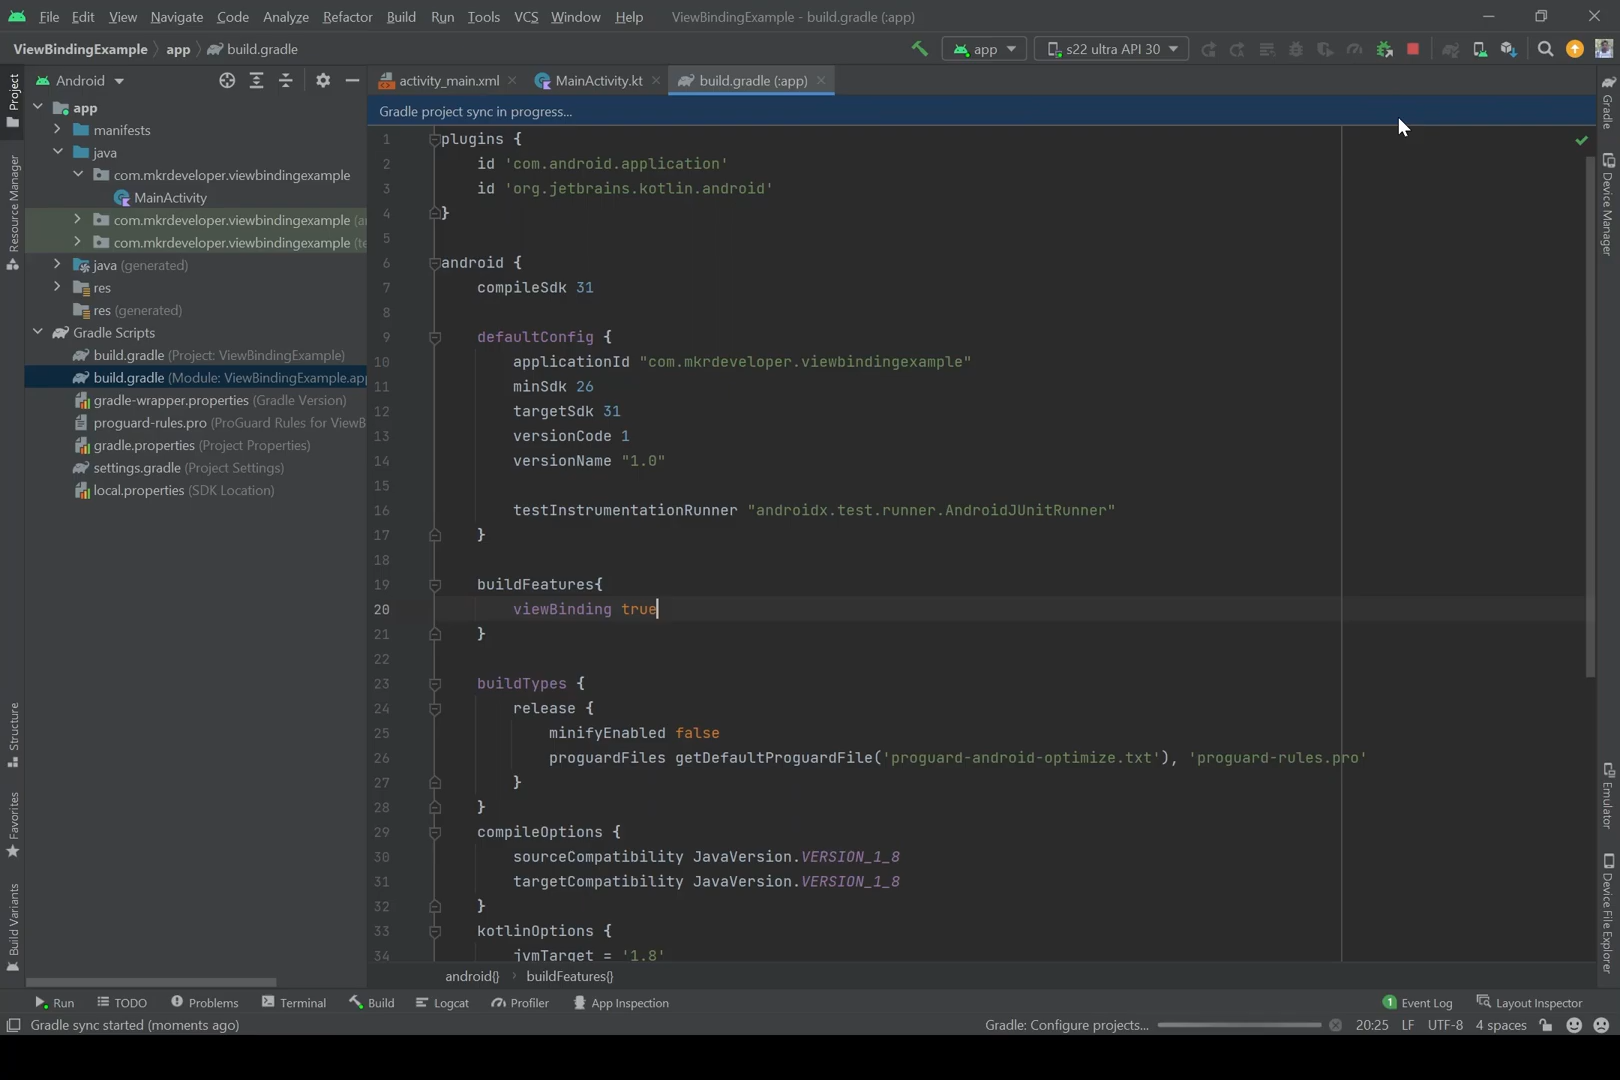 File Edit View Navigate Code Analyze Refactor Build Run Tools VCS Window Help ViewBindingExample - build.gradle (:app)
ViewBindingExample app build.gradle app s22 ultra API 30
Android activity_main.xml MainActivity.kt build.gradle (:app)
Gradle project sync in progress...
Project
Resource Manager
Structure
Favorites
Build Variants
app
manifests
java
com.mkrdeveloper.viewbindingexample
MainActivity
com.mkrdeveloper.viewbindingexample (a
com.mkrdeveloper.viewbindingexample (te
java (generated)
res
res (generated)
Gradle Scripts
build.gradle (Project: ViewBindingExample)
build.gradle (Module: ViewBindingExample.app
gradle-wrapper.properties (Gradle Version)
proguard-rules.pro (ProGuard Rules for ViewB
gradle.properties (Project Properties)
settings.gradle (Project Settings)
local.properties (SDK Location)
1 plugins {
2 id 'com.android.application'
3 id 'org.jetbrains.kotlin.android'
4 }
5
6 android {
7 compileSdk 31
8
9 defaultConfig {
10 applicationId "com.mkrdeveloper.viewbindingexample"
11 minSdk 26
12 targetSdk 31
13 versionCode 1
14 versionName "1.0"
15
16 testInstrumentationRunner "androidx.test.runner.AndroidJUnitRunner"
17 }
18
19 buildFeatures{
20 viewBinding true
21 }
22
23 buildTypes {
24 release {
25 minifyEnabled false
26 proguardFiles getDefaultProguardFile('proguard-android-optimize.txt'), 'proguard-rules.pro'
27 }
28 }
29 compileOptions {
30 sourceCompatibility JavaVersion.VERSION_1_8
31 targetCompatibility JavaVersion.VERSION_1_8
32 }
33 kotlinOptions {
34 jvmTarget = '1.8'
android{} buildFeatures{}
Gradle
Device Manager
Emulator
Device File Explorer
Run TODO Problems Terminal Build Logcat Profiler App Inspection 1 Event Log Layout Inspector
Gradle sync started (moments ago) Gradle: Configure projects... 20:25 LF UTF-8 4 spaces